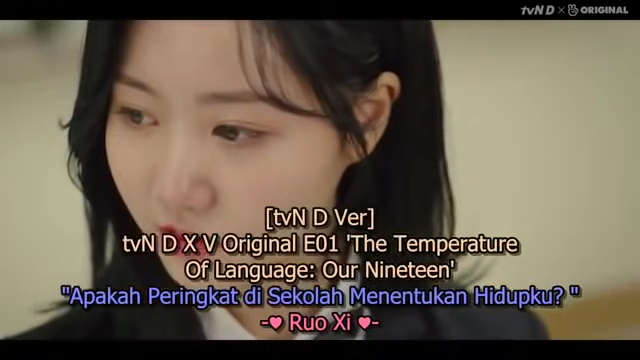 tvN D × V ORIGINAL
[tvN D Ver]
tvN D X V Original E01 'The Temperature
Of Language: Our Nineteen'
"Apakah Peringkat di Sekolah Menentukan Hidupku? "
-♥ Ruo Xi ♥-